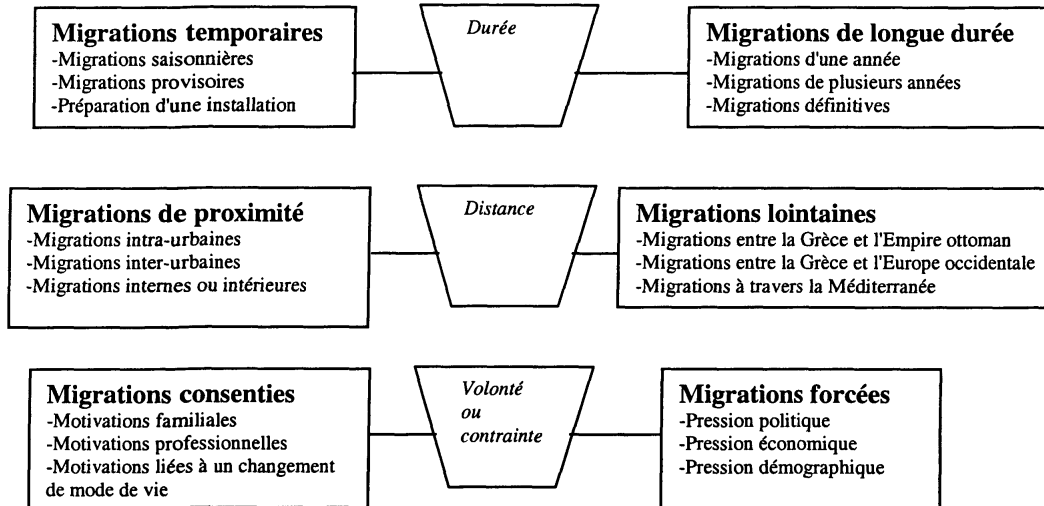 Migrations temporaires
-Migrations saisonnières
-Migrations provisoires
-Préparation d'une installation
Durée
Migrations de longue durée
-Migrations d'une année
-Migrations de plusieurs années
-Migrations définitives
Migrations de proximité
-Migrations intra-urbaines
-Migrations inter-urbaines
-Migrations internes ou intérieures
Distance
Migrations lointaines
-Migrations entre la Grèce et l'Empire ottoman
-Migrations entre la Grèce et l'Europe occidentale
-Migrations à travers la Méditerranée
Migrations consenties
-Motivations familiales
-Motivations professionnelles
-Motivations liées à un changement
de mode de vie
Volonté
ou
contrainte
Migrations forcées
-Pression politique
-Pression économique
-Pression démographique